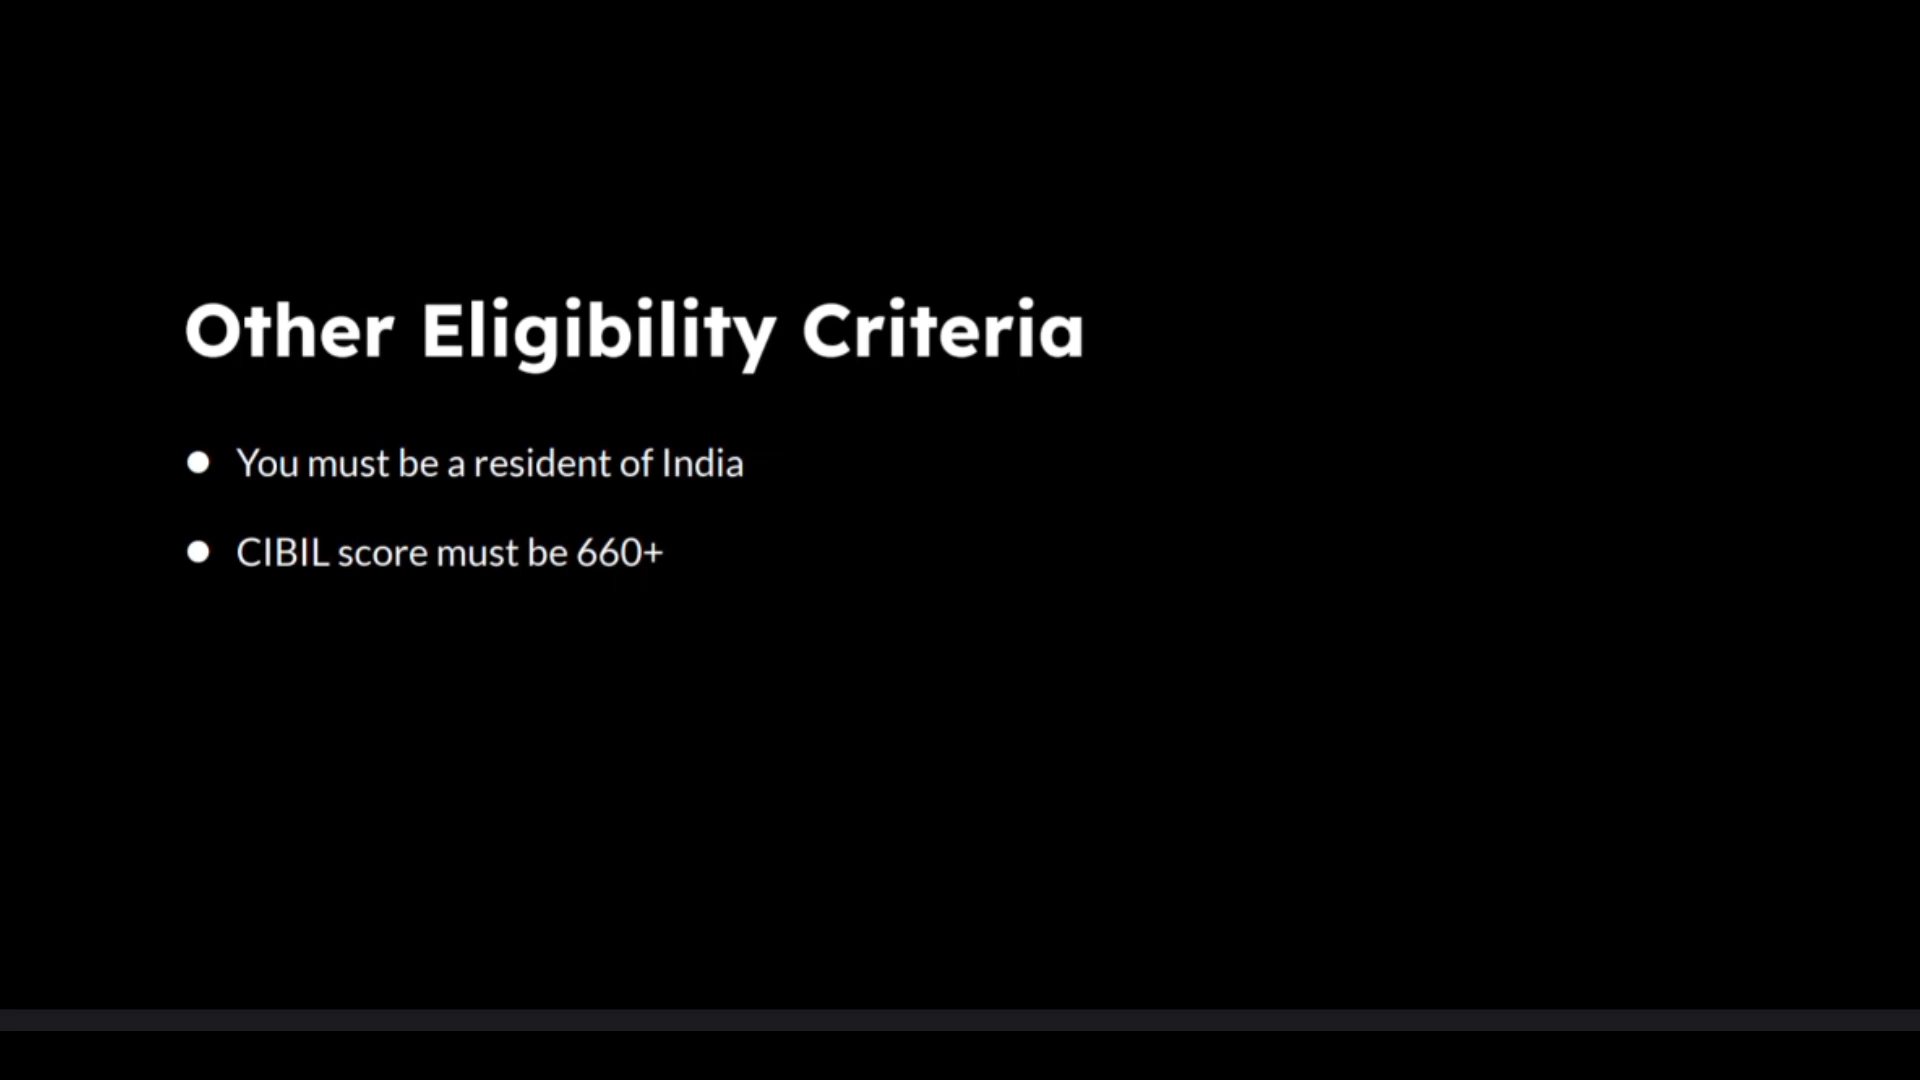 Other Eligibility Criteria
● You must be a resident of India
● CIBIL score must be 660+